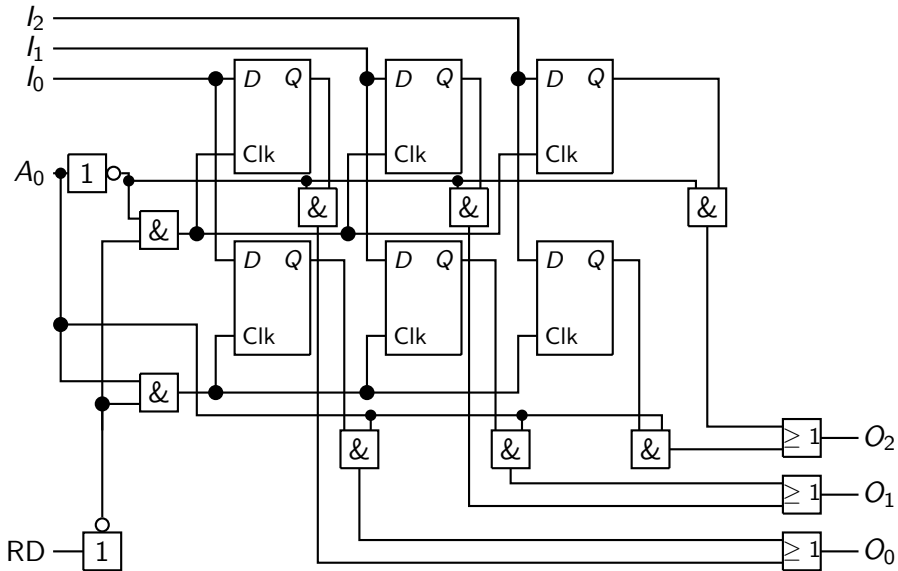 I2
I1
I0
D Q
D Q
D Q
Clk
Clk
Clk
A0
1
&
&
&
&
D Q
D Q
D Q
Clk
Clk
Clk
&
&
&
&
≥ 1
O2
≥ 1
O1
RD
1
≥ 1
O0